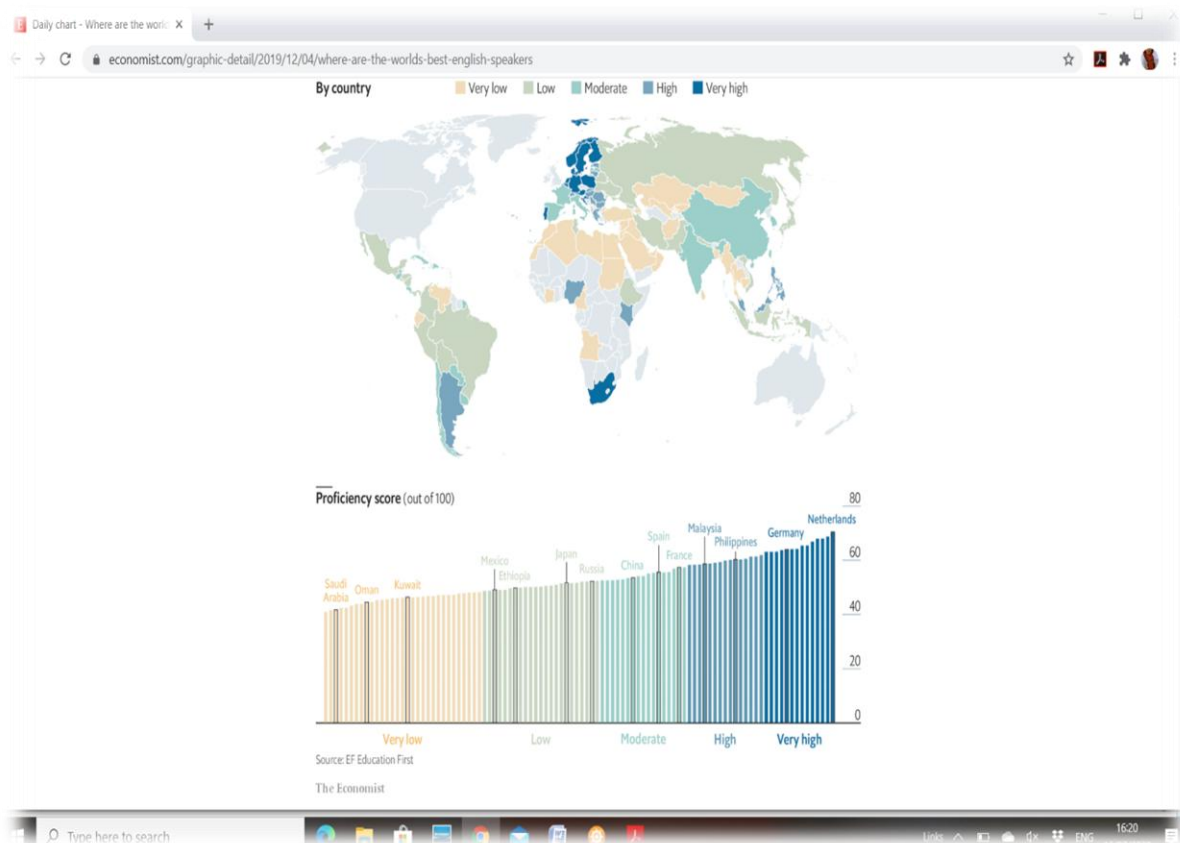 Daily chart - Where are the world
economist.com/graphic-detail/2019/12/04/where-are-the-worlds-best-english-speakers
By country Very low Low Moderate High Very high
Proficiency score (out of 100)
80
60
40
20
0
Saudi
Arabia
Oman
Kuwait
Mexico
Ethiopia
Japan
Russia
China
Spain
France
Malaysia
Philippines
Germany
Netherlands
Very low Low Moderate High Very high
Source: EF Education First
The Economist
Type here to search
Links ENG 16:20